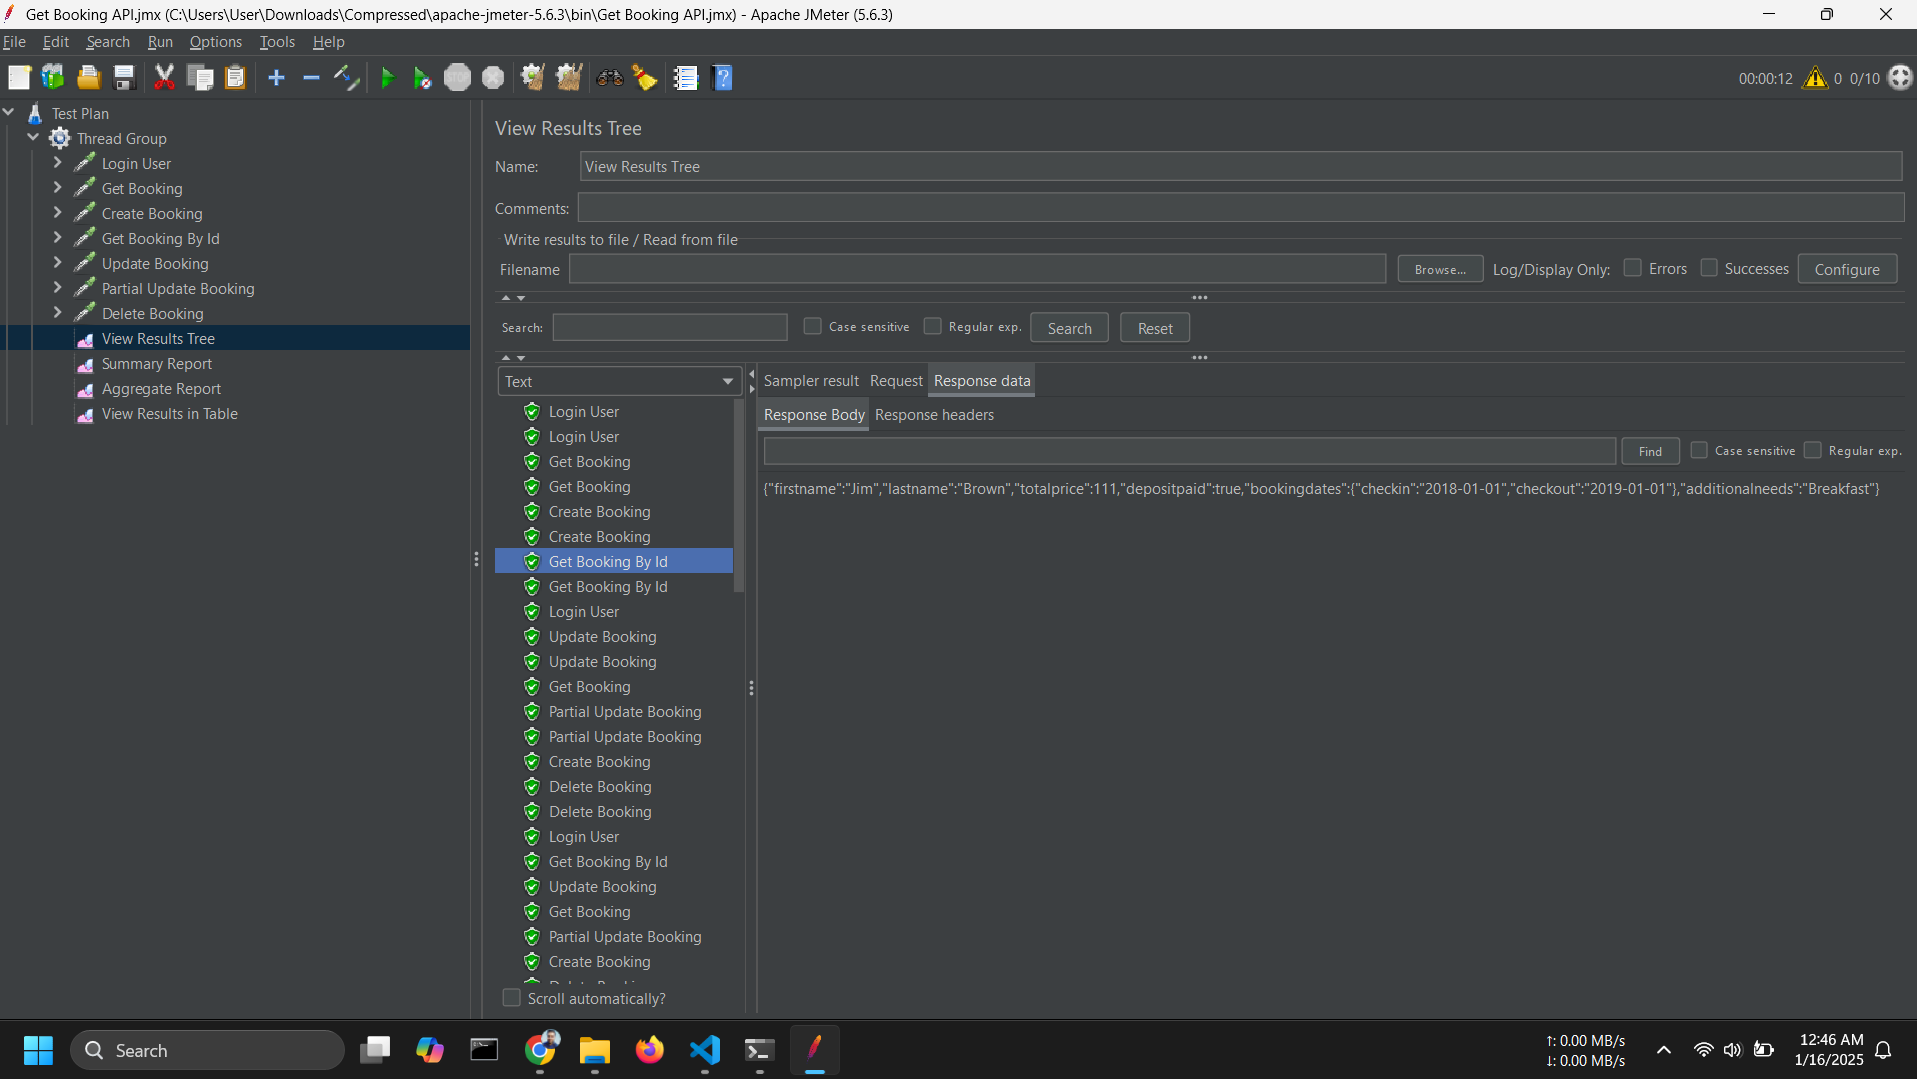 Get Booking API.jmx (C:\Users\User\Downloads\Compressed\apache-jmeter-5.6.3\bin\Get Booking API.jmx) - Apache JMeter (5.6.3)
File Edit Search Run Options Tools Help
STOP
00:00:12 0 0/10
Test Plan
Thread Group
Login User
Get Booking
Create Booking
Get Booking By Id
Update Booking
Partial Update Booking
Delete Booking
View Results Tree
Summary Report
Aggregate Report
View Results in Table
View Results Tree
Name: View Results Tree
Comments:
Write results to file / Read from file
Filename Browse... Log/Display Only: Errors Successes Configure
Search: Case sensitive Regular exp. Search Reset
Text
Login User
Login User
Get Booking
Get Booking
Create Booking
Create Booking
Get Booking By Id
Get Booking By Id
Login User
Update Booking
Update Booking
Get Booking
Partial Update Booking
Partial Update Booking
Create Booking
Delete Booking
Delete Booking
Login User
Get Booking By Id
Update Booking
Get Booking
Partial Update Booking
Create Booking
Scroll automatically?
Sampler result Request Response data
Response Body Response headers
Find Case sensitive Regular exp.
{"firstname":"Jim","lastname":"Brown","totalprice":111,"depositpaid":true,"bookingdates":{"checkin":"2018-01-01","checkout":"2019-01-01"},"additionalneeds":"Breakfast"}
Search
↑: 0.00 MB/s
↓: 0.00 MB/s
12:46 AM
1/16/2025